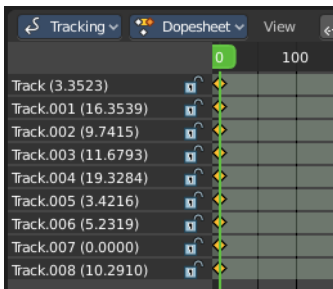 Tracking Dopesheet View
0 100
Track (3.3523)
Track.001 (16.3539)
Track.002 (9.7415)
Track.003 (11.6793)
Track.004 (19.3284)
Track.005 (3.4216)
Track.006 (5.2319)
Track.007 (0.0000)
Track.008 (10.2910)